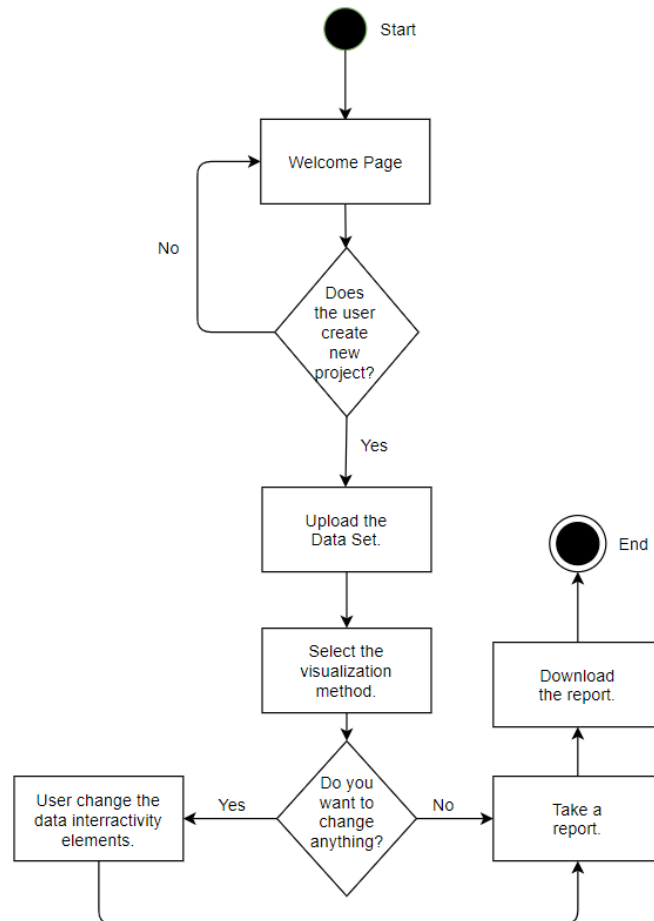 Start
Welcome Page
No
Does
the user
create
new
project?
Yes
Upload the
Data Set.
End
Select the
visualization
method.
Download
the report.
User change the
data interractivity
elements.
Yes
Do you
want to
change
anything?
No
Take a
report.